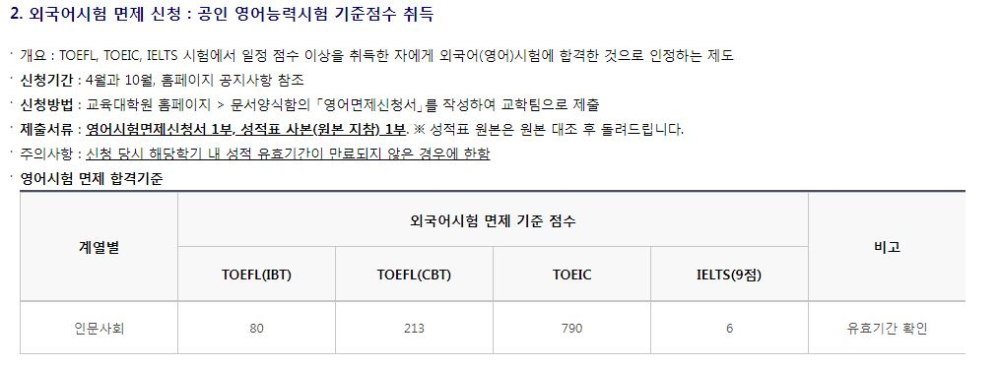 2. 외국어시험 면제 신청 : 공인 영어능력시험 기준점수 취득
· 개요 : TOEFL, TOEIC, IELTS 시험에서 일정 점수 이상을 취득한 자에게 외국어(영어)시험에 합격한 것으로 인정하는 제도
· 신청기간 : 4월과 10월, 홈페이지 공지사항 참조
· 신청방법 : 교육대학원 홈페이지 > 문서양식함의 「영어면제신청서」를 작성하여 교학팀으로 제출
· 제출서류 : 영어시험면제신청서 1부, 성적표 사본(원본 지참) 1부. ※ 성적표 원본은 원본 대조 후 돌려드립니다.
· 주의사항 : 신청 당시 해당학기 내 성적 유효기간이 만료되지 않은 경우에 한함
· 영어시험 면제 합격기준
계열별 외국어시험 면제 기준 점수 비고
TOEFL(IBT) TOEFL(CBT) TOEIC IELTS(9점)
인문사회 80 213 790 6 유효기간 확인